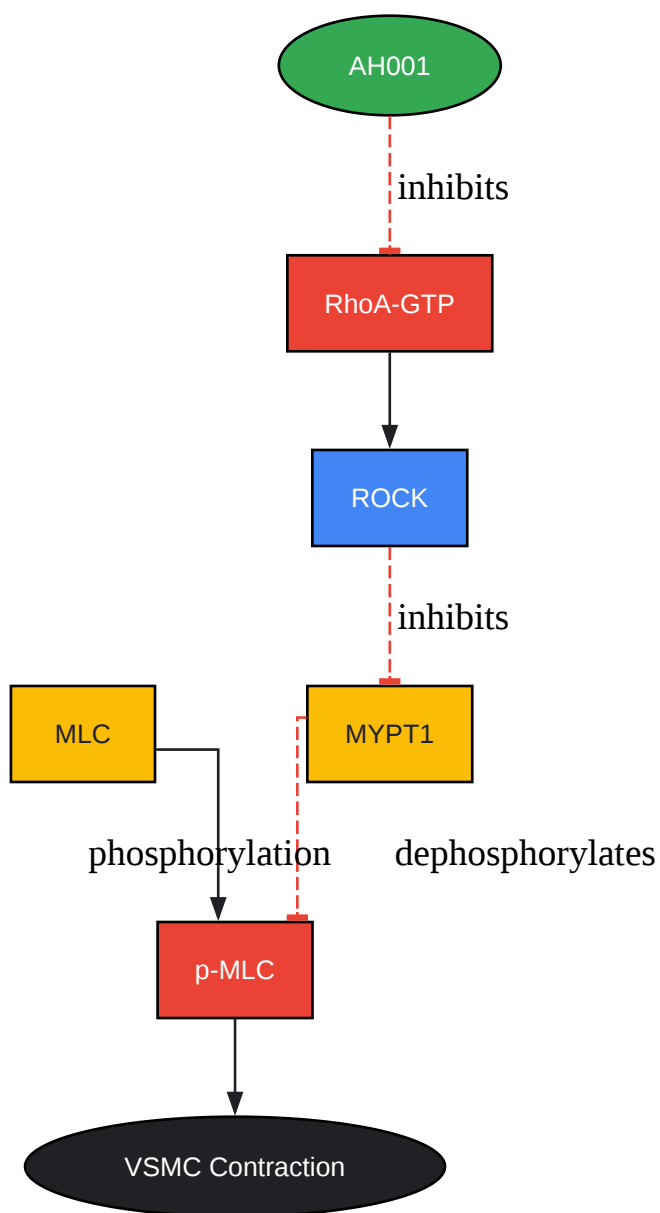 AH001
inhibits
RhoA-GTP
ROCK
inhibits
MLC
MYPT1
phosphorylation
dephosphorylates
p-MLC
VSMC Contraction